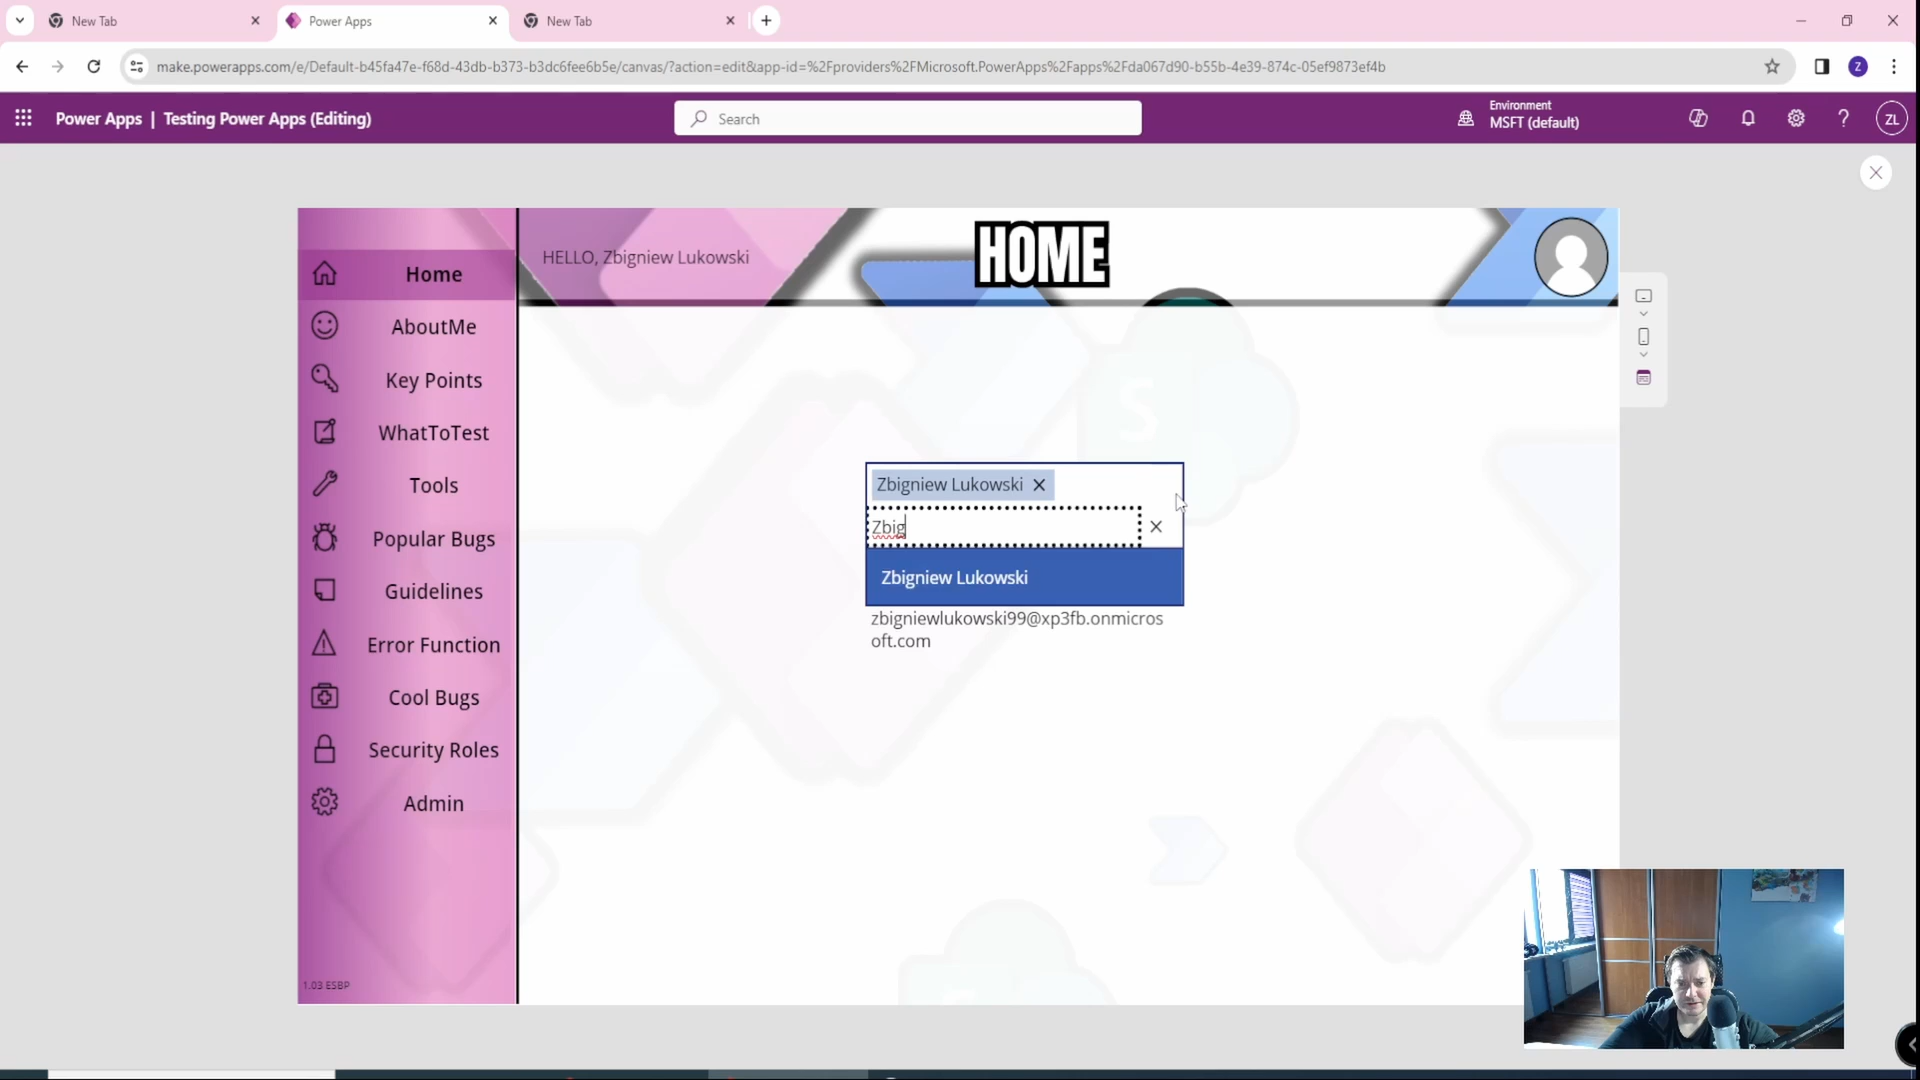 New Tab
Power Apps
New Tab
make.powerapps.com/e/Default-b45fa47e-f68d-43db-b373-b3dc6fee6b5e/canvas/?action=edit&app-id=%2Fproviders%2FMicrosoft.PowerApps%2Fapps%2Fda067d90-b55b-4e39-874c-05ef9873ef4b
Z
Power Apps | Testing Power Apps (Editing)
Search
Environment
MSFT (default)
?
ZL
HELLO, Zbigniew Lukowski
HOME
Home
AboutMe
Key Points
WhatToTest
Tools
Popular Bugs
Guidelines
Error Function
Cool Bugs
Security Roles
Admin
1.03 ESBP
S
Zbigniew Lukowski
Zbig
Zbigniew Lukowski
zbigniewlukowski99@xp3fb.onmicros
oft.com